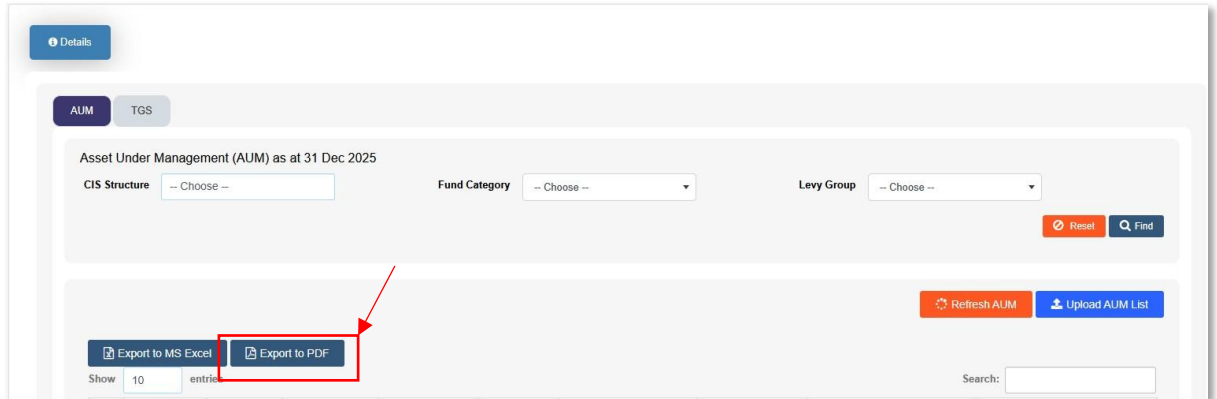 Details
AUM TGS
Asset Under Management (AUM) as at 31 Dec 2025
CIS Structure -- Choose -- Fund Category -- Choose -- Levy Group -- Choose --
Reset Find
Refresh AUM Upload AUM List
Export to MS Excel Export to PDF
Show 10 entries Search: